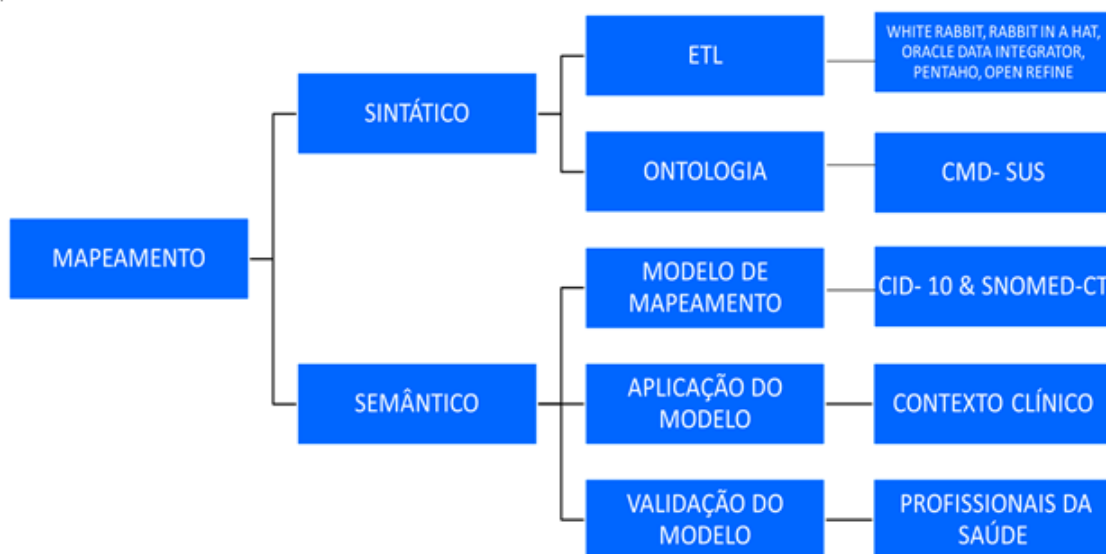 MAPEAMENTO
SINTÁTICO
ETL
WHITE RABBIT, RABBIT IN A HAT,
ORACLE DATA INTEGRATOR,
PENTAHO, OPEN REFINE
ONTOLOGIA
CMD- SUS
SEMÂNTICO
MODELO DE
MAPEAMENTO
CID- 10 & SNOMED-CT
APLICAÇÃO DO
MODELO
CONTEXTO CLÍNICO
VALIDAÇÃO DO
MODELO
PROFISSIONAIS DA
SAÚDE